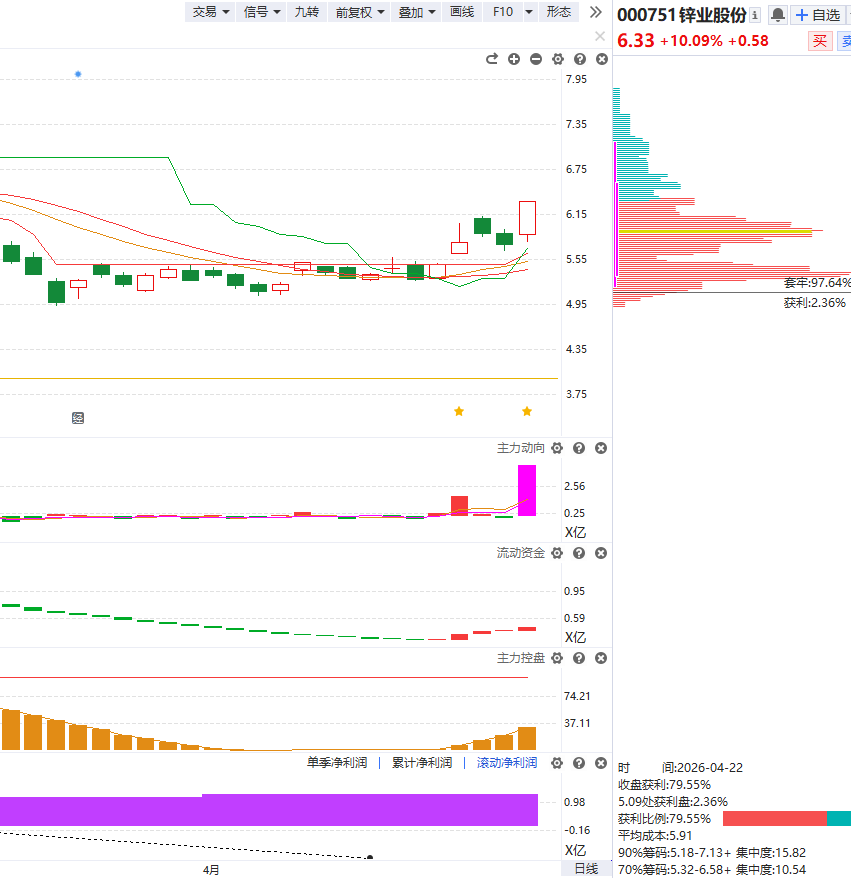 交易 信号 九转 前复权 叠加 画线 F10 形态
000751 锌业股份 自选
6.33 +10.09% +0.58 买
7.95
7.35
6.75
6.15
5.55
4.95
4.35
3.75
套牢:97.64%
获利:2.36%
经
主力动向
2.56
0.25
X亿
流动资金
0.95
0.59
X亿
主力控盘
74.21
37.11
单季净利润 | 累计净利润 | 滚动净利润
0.98
-0.16
X亿
4月 日线
时 间:2026-04-22
收盘获利:79.55%
5.09处获利盘:2.36%
获利比例:79.55%
平均成本:5.91
90%筹码:5.18-7.13+ 集中度:15.82
70%筹码:5.32-6.58+ 集中度:10.54